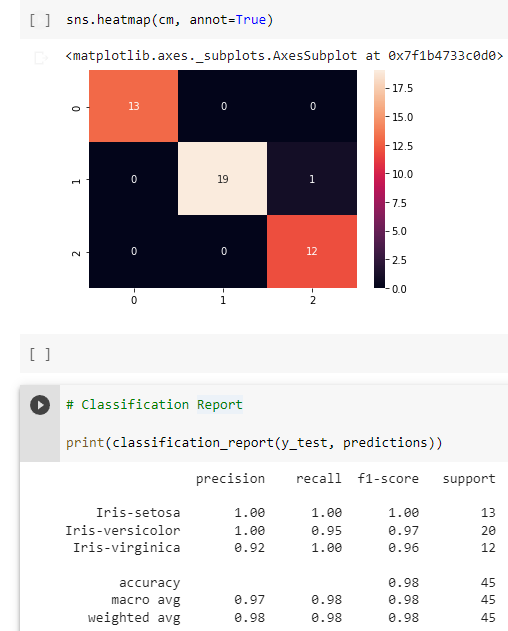 [ ] sns.heatmap(cm, annot=True)
<matplotlib.axes._subplots.AxesSubplot at 0x7f1b4733c0d0>
0 13 0 0
1 0 19 1
2 0 0 12
0 1 2
17.5
15.0
12.5
10.0
7.5
5.0
2.5
0.0
[ ]
# Classification Report
print(classification_report(y_test, predictions))
precision recall f1-score support
Iris-setosa 1.00 1.00 1.00 13
Iris-versicolor 1.00 0.95 0.97 20
Iris-virginica 0.92 1.00 0.96 12
accuracy 0.98 45
macro avg 0.97 0.98 0.98 45
weighted avg 0.98 0.98 0.98 45